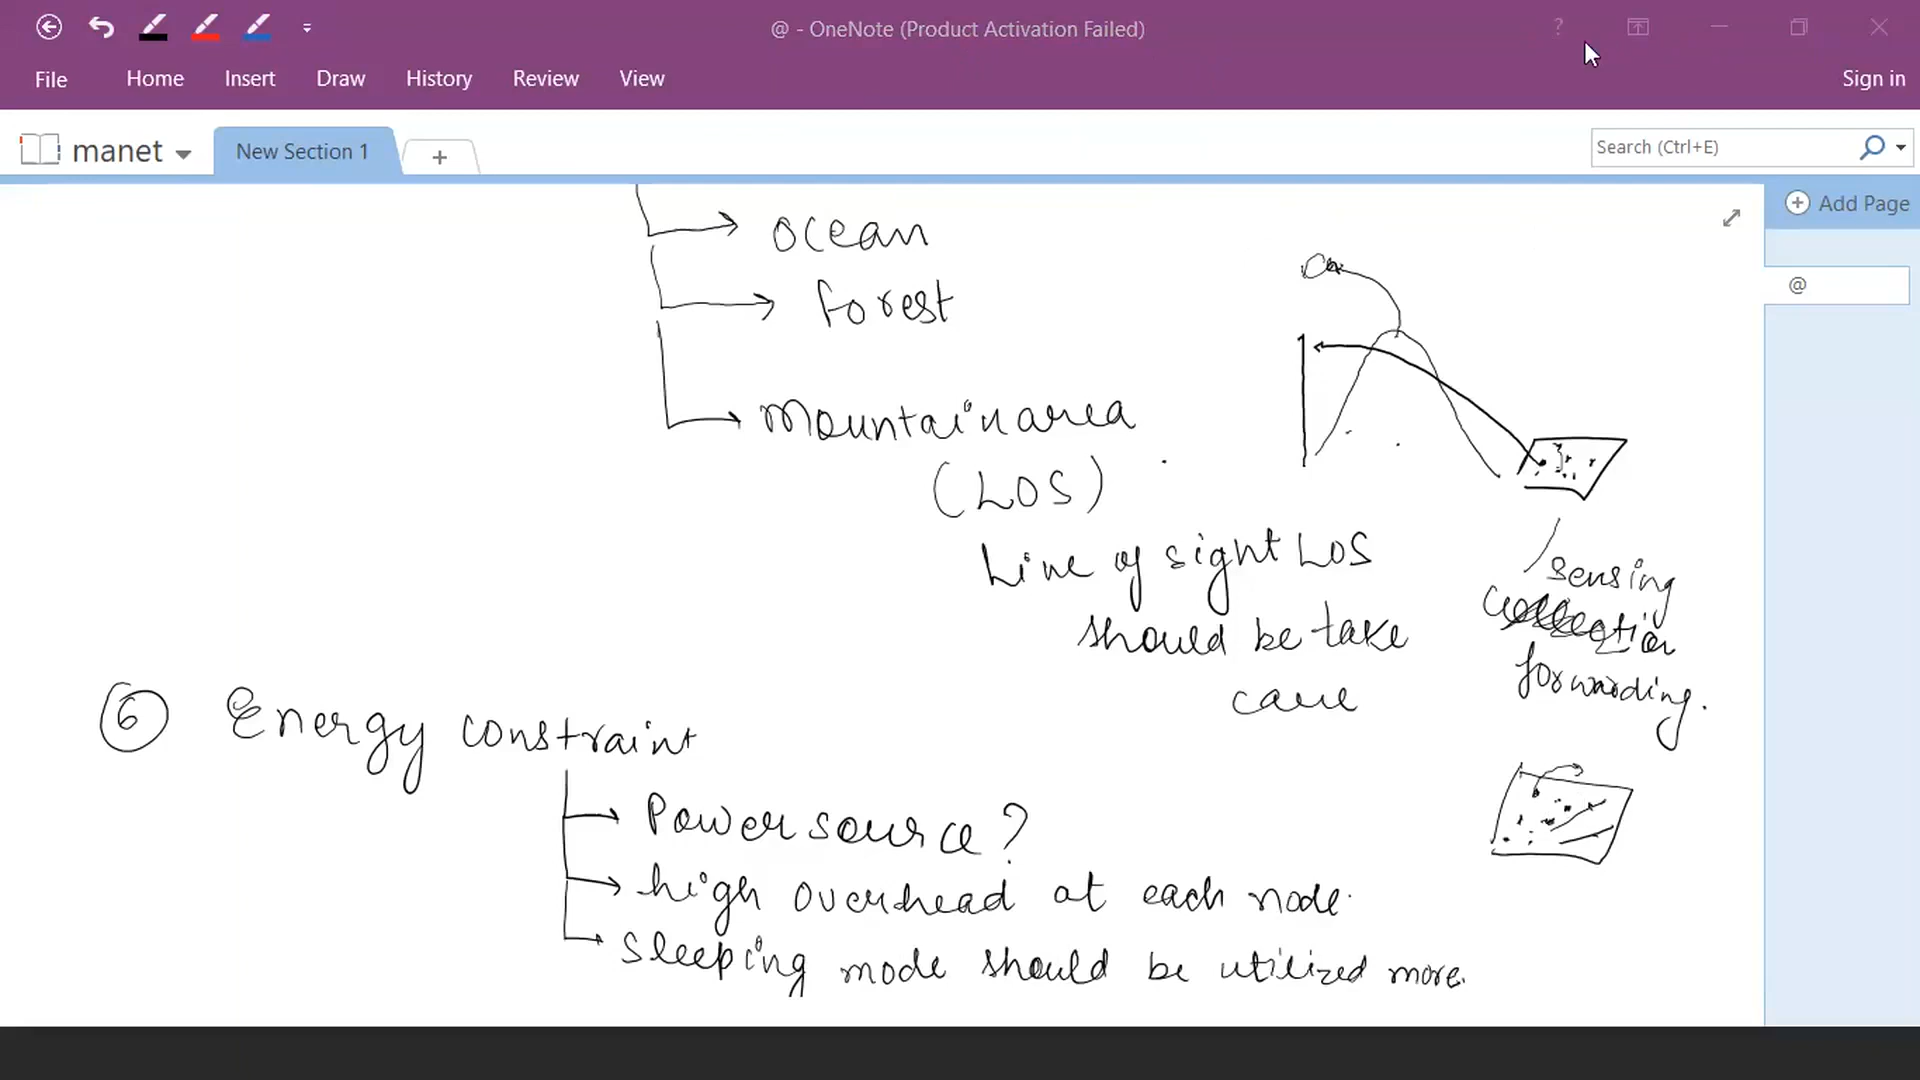 @ - OneNote (Product Activation Failed)
?
File Home Insert Draw History Review View
Sign in
manet
New Section 1
+
Search (Ctrl+E)
Add Page
@
ocean
forest
Mountain area
(LOS)
Line of sight LOS
should be take
care
sensing
forwarding.
6 Energy constraint
Power source?
high overhead at each node.
sleeping mode should be utilized more.